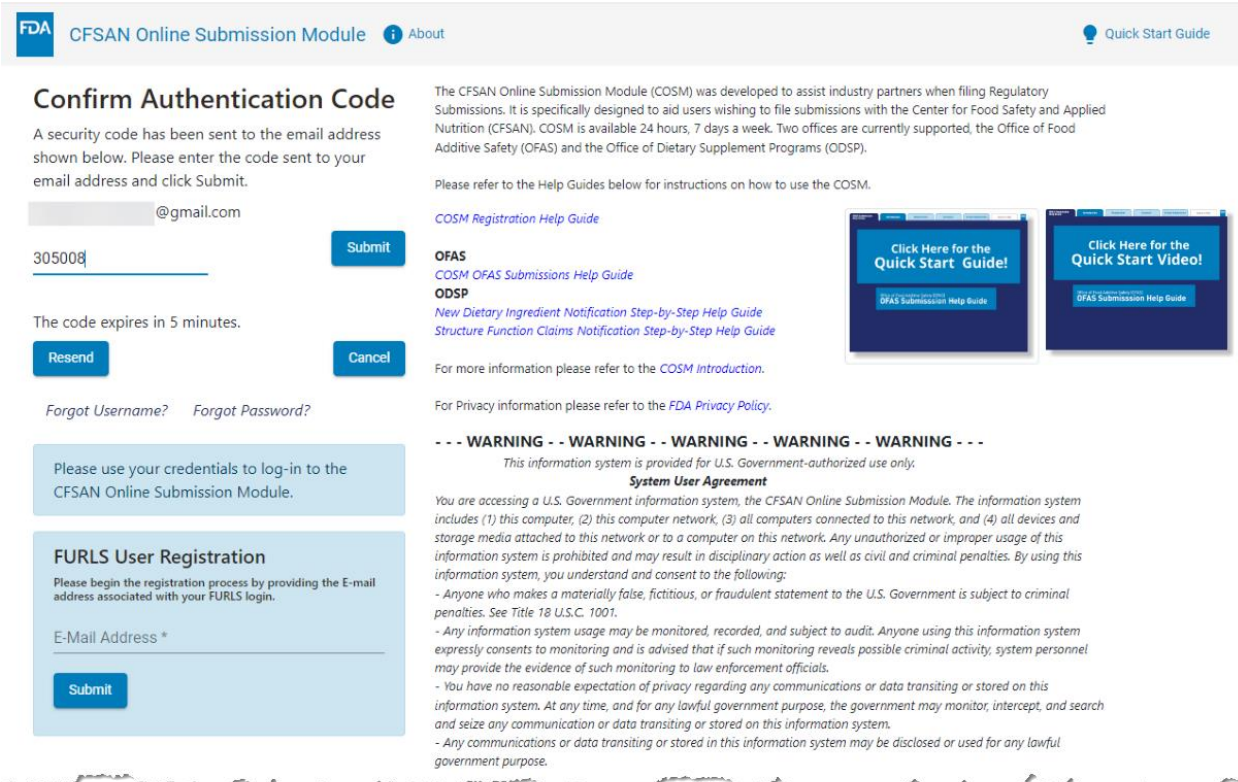 FDA
CFSAN Online Submission Module
About
Quick Start Guide
Confirm Authentication Code
A security code has been sent to the email address
shown below. Please enter the code sent to your
email address and click Submit.
@gmail.com
305008
Submit
The code expires in 5 minutes.
Resend
Cancel
Forgot Username?
Forgot Password?
Please use your credentials to log-in to the
CFSAN Online Submission Module.
FURLS User Registration
Please begin the registration process by providing the E-mail
address associated with your FURLS login.
E-Mail Address *
Submit
The CFSAN Online Submission Module (COSM) was developed to assist industry partners when filing Regulatory
Submissions. It is specifically designed to aid users wishing to file submissions with the Center for Food Safety and Applied
Nutrition (CFSAN). COSM is available 24 hours, 7 days a week. Two offices are currently supported, the Office of Food
Additive Safety (OFAS) and the Office of Dietary Supplement Programs (ODSP).
Please refer to the Help Guides below for instructions on how to use the COSM.
COSM Registration Help Guide
OFAS
COSM OFAS Submissions Help Guide
ODSP
New Dietary Ingredient Notification Step-by-Step Help Guide
Structure Function Claims Notification Step-by-Step Help Guide
Click Here for the
Quick Start Guide!
OFAS Submisssion Help Guide
Click Here for the
Quick Start Video!
OFAS Submisssion Help Guide
For more information please refer to the COSM Introduction.
For Privacy information please refer to the FDA Privacy Policy.
- - - WARNING - - WARNING - - WARNING - - WARNING - - WARNING - - -
This information system is provided for U.S. Government-authorized use only.
System User Agreement
You are accessing a U.S. Government information system, the CFSAN Online Submission Module. The information system
includes (1) this computer, (2) this computer network, (3) all computers connected to this network, and (4) all devices and
storage media attached to this network or to a computer on this network. Any unauthorized or improper usage of this
information system is prohibited and may result in disciplinary action as well as civil and criminal penalties. By using this
information system, you understand and consent to the following:
- Anyone who makes a materially false, fictitious, or fraudulent statement to the U.S. Government is subject to criminal
penalties. See Title 18 U.S.C. 1001.
- Any information system usage may be monitored, recorded, and subject to audit. Anyone using this information system
expressly consents to monitoring and is advised that if such monitoring reveals possible criminal activity, system personnel
may provide the evidence of such monitoring to law enforcement officials.
- You have no reasonable expectation of privacy regarding any communications or data transiting or stored on this
information system. At any time, and for any lawful government purpose, the government may monitor, intercept, and search
and seize any communication or data transiting or stored on this information system.
- Any communications or data transiting or stored in this information system may be disclosed or used for any lawful
government purpose.